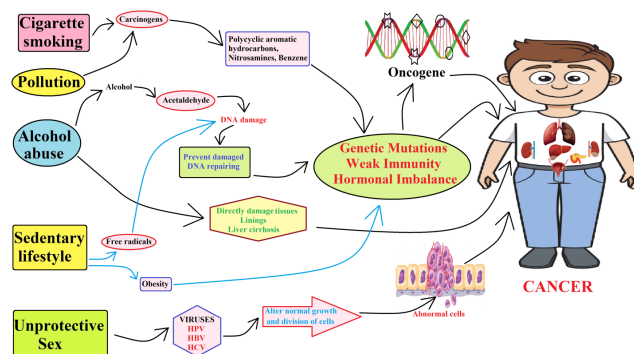 Cigarette
smoking
Carcinogens
Polycyclic aromatic
hydrocarbons,
Nitrosamines, Benzene
Oncogene
Pollution
Alcohol
Acetaldehyde
DNA damage
Alcohol
abuse
Prevent damaged
DNA repairing
Genetic Mutations
Weak Immunity
Hormonal Imbalance
Directly damage tissues
Linings
Liver cirrhosis
Sedentary
lifestyle
Free radicals
Obesity
CANCER
Abnormal cells
Unprotective
Sex
VIRUSES
HPV
HBV
HCV
Alter normal growth
and division of cells